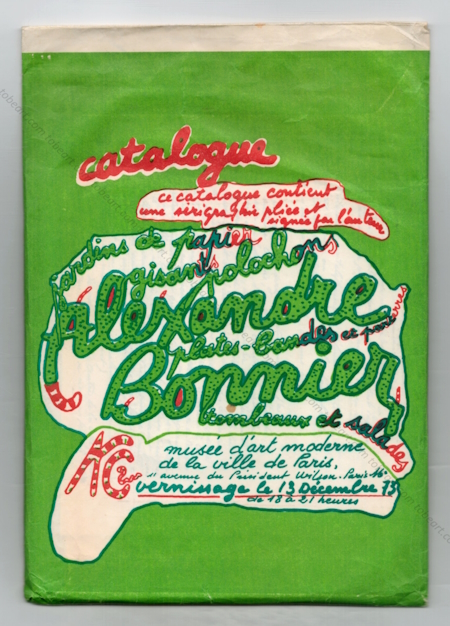 catalogue
ce catalogue contient
une sérigraphie pliée et
signée par l'auteur
jardins de papier
gisants polochons
Alexandre
plates-bandes et parterres
Bonnier
tombeaux et salades
ARC
musée d'art moderne
de la ville de Paris,
11 avenue du Président Wilson. Paris 16e
vernissage le 13 Décembre 73
de 18 à 21 heures